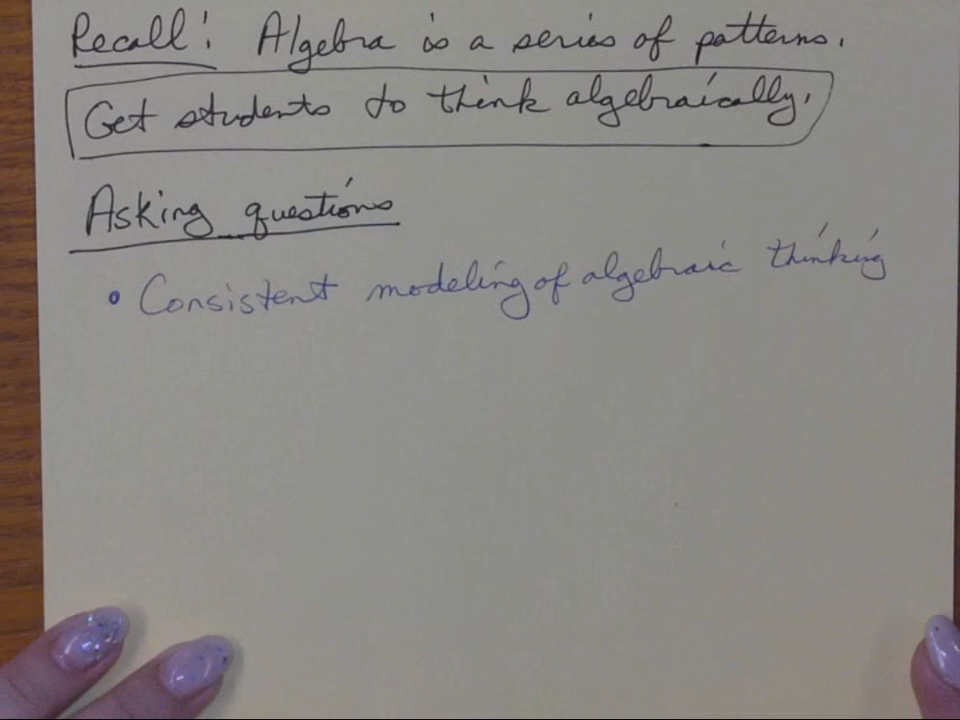 Recall! Algebra is a series of patterns.
Get students to think algebraically.
Asking questions
• Consistent modeling of algebraic thinking